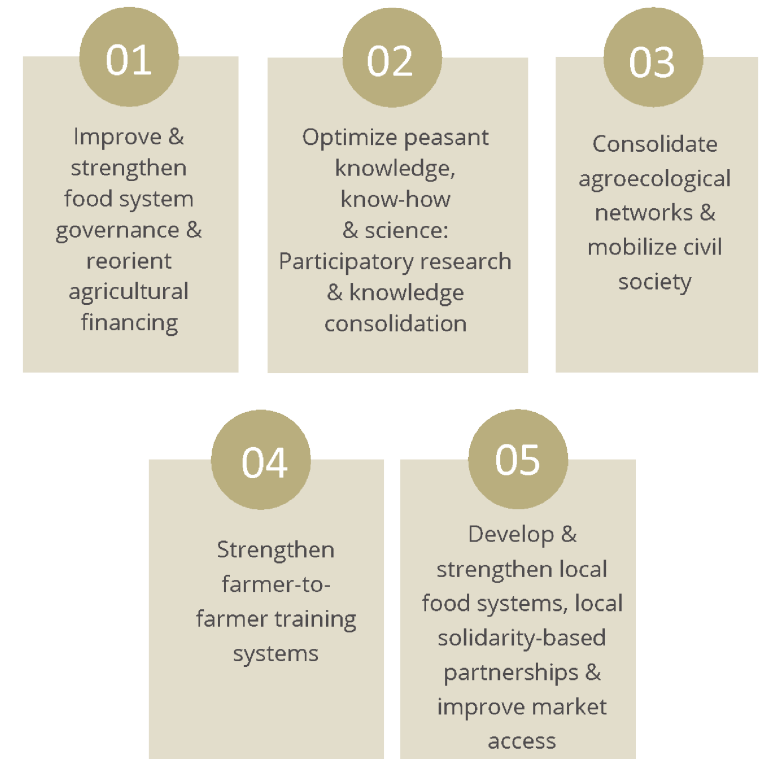 01
Improve &
strengthen
food system
governance &
reorient
agricultural
financing
02
Optimize peasant
knowledge,
know-how
& science:
Participatory research
& knowledge
consolidation
03
Consolidate
agroecological
networks &
mobilize civil
society
04
Strengthen
farmer-to-
farmer training
systems
05
Develop &
strengthen local
food systems, local
solidarity-based
partnerships &
improve market
access